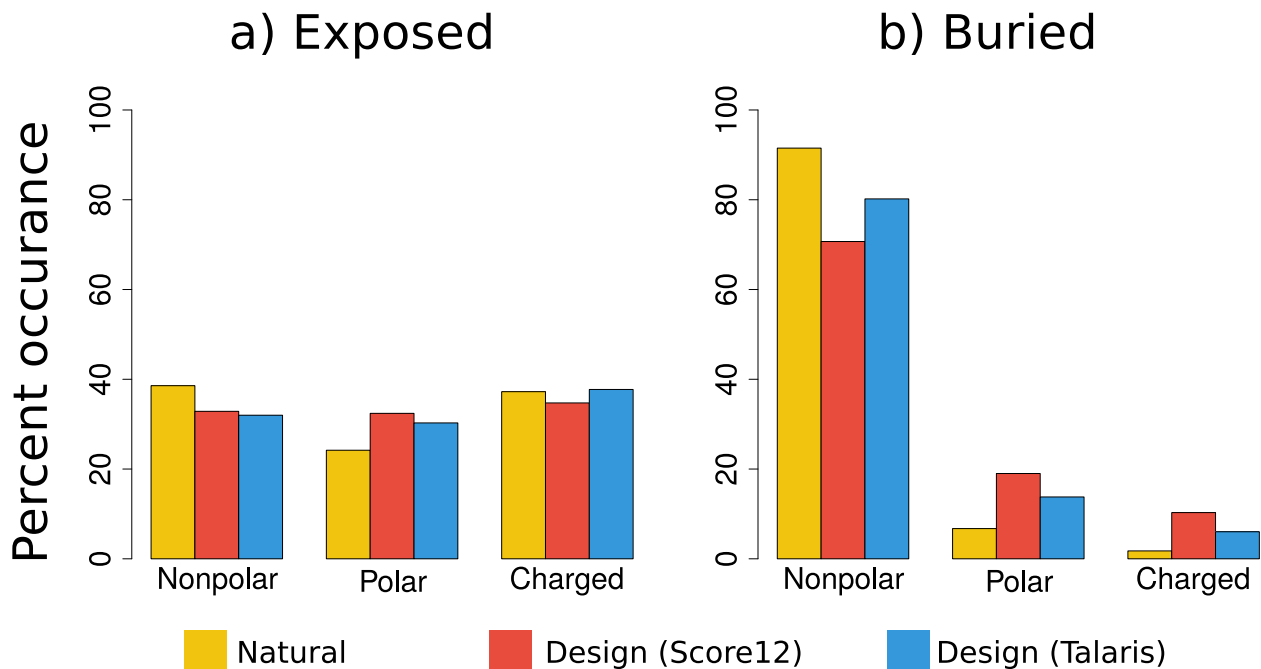 a) Exposed
b) Buried
Percent occurance
0 20 40 60 80 100
0 20 40 60 80 100
Nonpolar Polar Charged
Nonpolar Polar Charged
Natural Design (Score12) Design (Talaris)